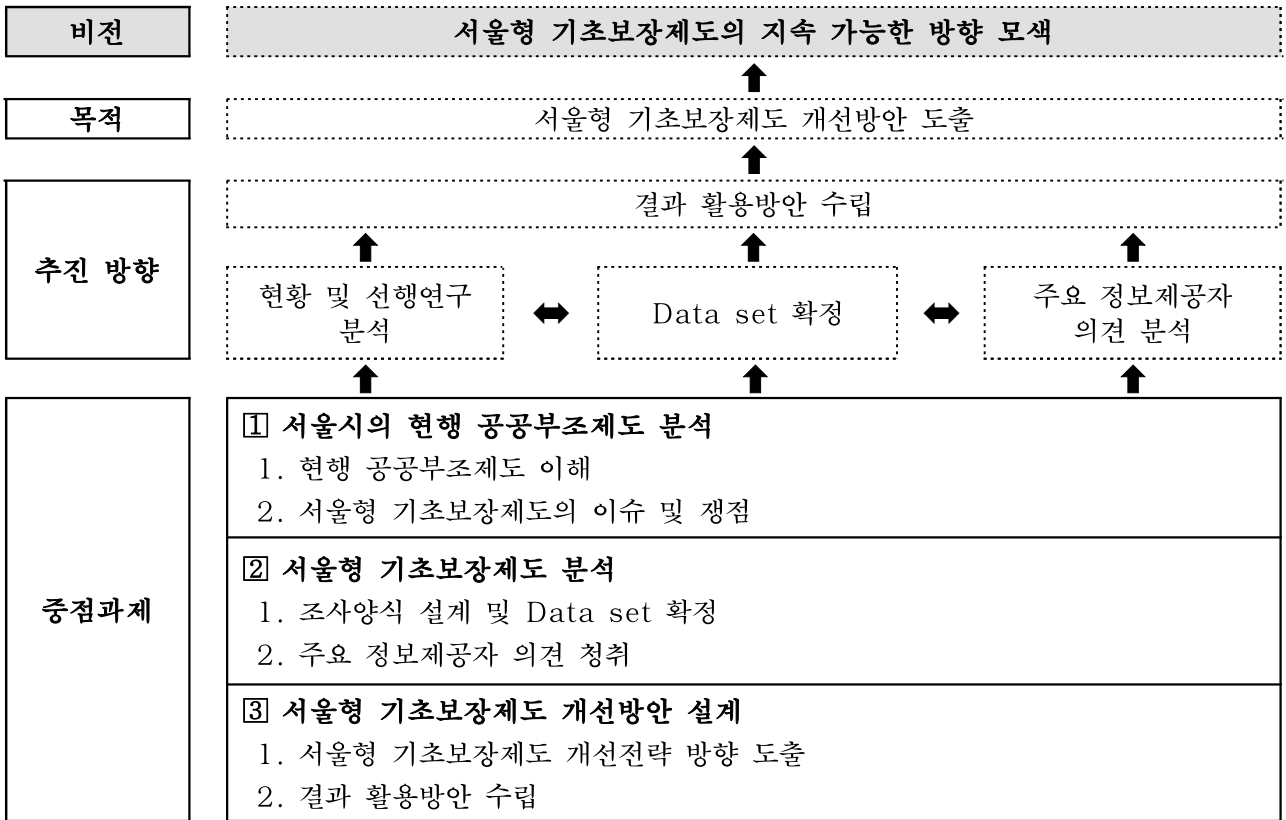 비전
서울형 기초보장제도의 지속 가능한 방향 모색
목적
서울형 기초보장제도 개선방안 도출
추진 방향
결과 활용방안 수립
현황 및 선행연구
분석
Data set 확정
주요 정보제공자
의견 분석
중점과제
1 서울시의 현행 공공부조제도 분석
1. 현행 공공부조제도 이해
2. 서울형 기초보장제도의 이슈 및 쟁점
2 서울형 기초보장제도 분석
1. 조사양식 설계 및 Data set 확정
2. 주요 정보제공자 의견 청취
3 서울형 기초보장제도 개선방안 설계
1. 서울형 기초보장제도 개선전략 방향 도출
2. 결과 활용방안 수립